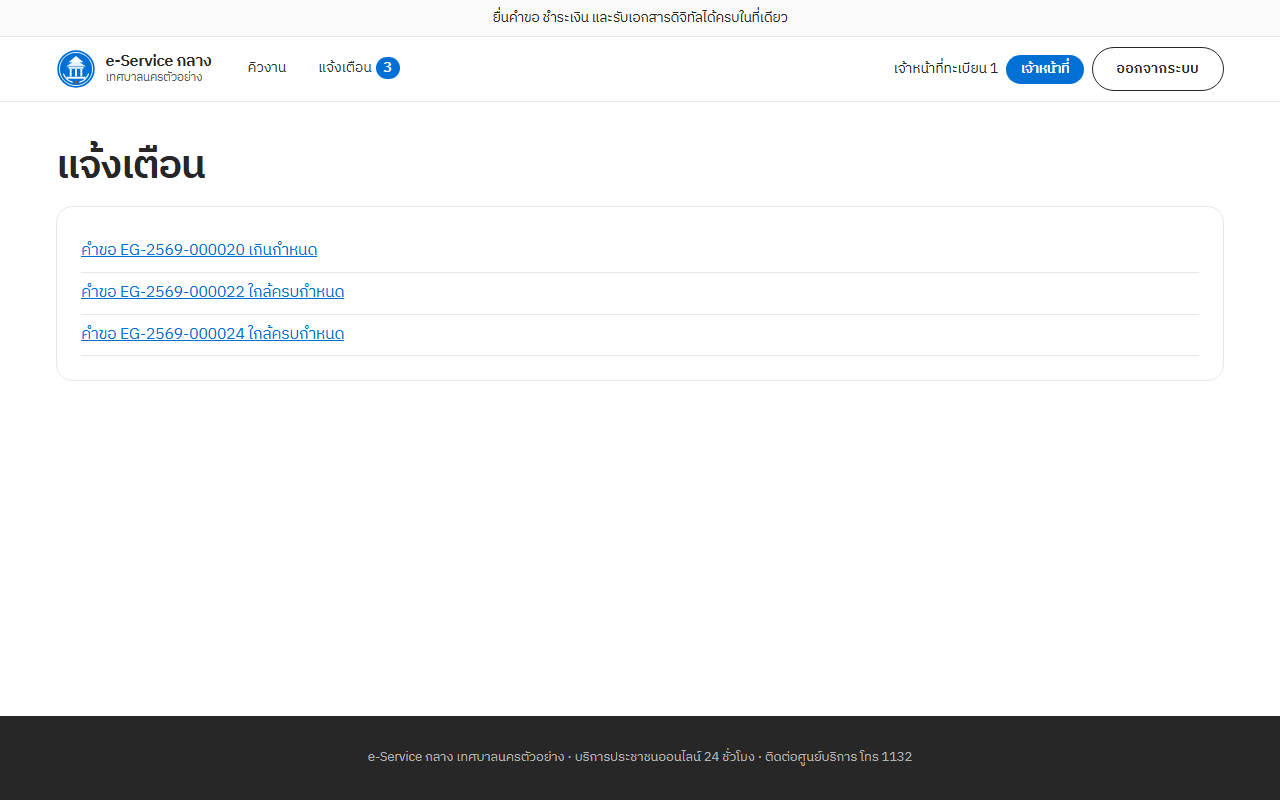 ยื่นคำขอ ชำระเงิน และรับเอกสารดิจิทัลได้ครบในที่เดียว
e-Service กลาง
เทศบาลนครตัวอย่าง
คิวงาน
แจ้งเตือน 3
เจ้าหน้าที่ทะเบียน 1
เจ้าหน้าที่
ออกจากระบบ
แจ้งเตือน
คำขอ EG-2569-000020 เกินกำหนด
คำขอ EG-2569-000022 ใกล้ครบกำหนด
คำขอ EG-2569-000024 ใกล้ครบกำหนด
e-Service กลาง เทศบาลนครตัวอย่าง · บริการประชาชนออนไลน์ 24 ชั่วโมง · ติดต่อศูนย์บริการ โทร 1132